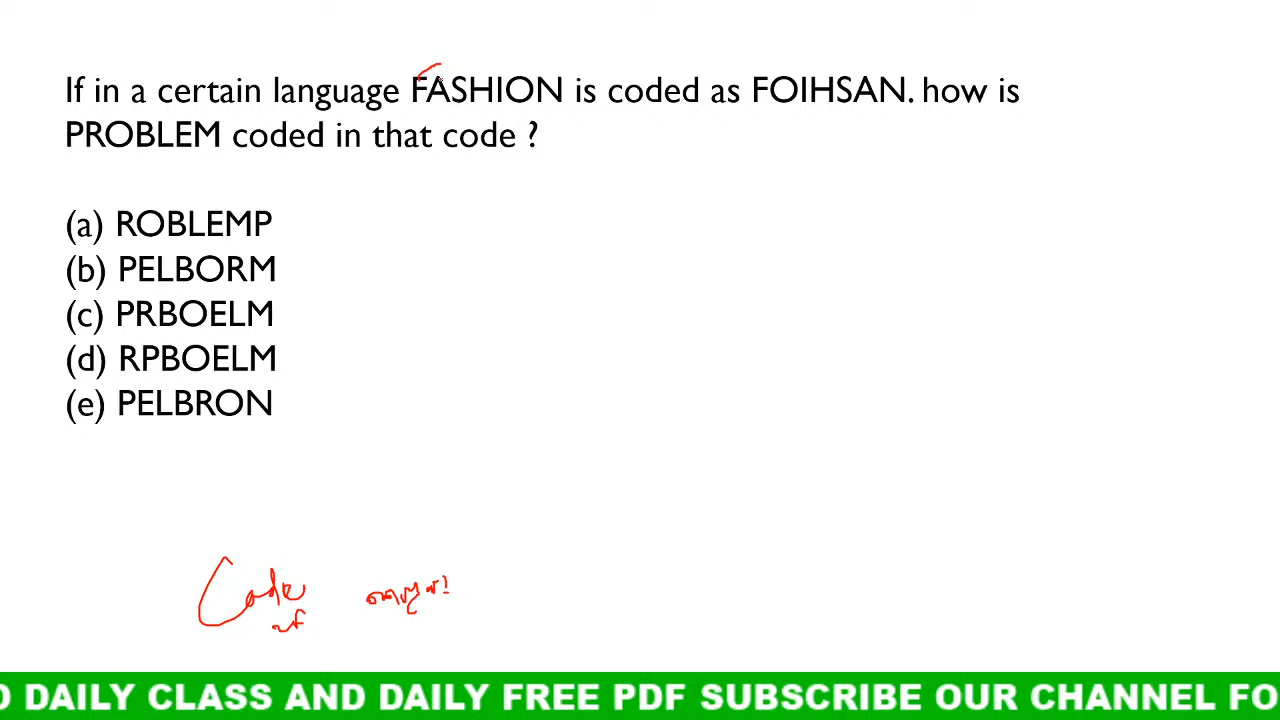 If in a certain language FASHION is coded as FOIHSAN. how is
PROBLEM coded in that code ?
(a) ROBLEMP
(b) PELBORM
(c) PRBOELM
(d) RPBOELM
(e) PELBRON
Code
D DAILY CLASS AND DAILY FREE PDF SUBSCRIBE OUR CHANNEL FO